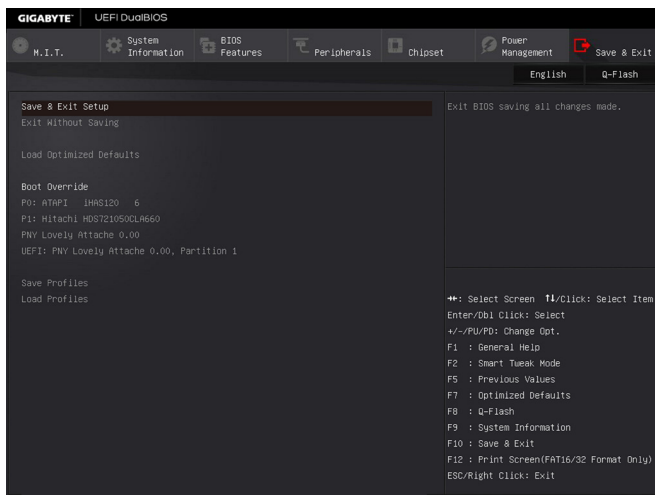 GIGABYTE™ UEFI DualBIOS
M.I.T.
System Information
BIOS Features
Peripherals
Chipset
Power Management
Save & Exit
English Q-Flash
Save & Exit Setup
Exit Without Saving
Load Optimized Defaults
Boot Override
P0: ATAPI iHAS120 6
P1: Hitachi HDS721050CLA660
PNY Lovely Attache 0.00
UEFI: PNY Lovely Attache 0.00, Partition 1
Save Profiles
Load Profiles
Exit BIOS saving all changes made.
→←: Select Screen ↑↓/Click: Select Item
Enter/Dbl Click: Select
+/-/PU/PD: Change Opt.
F1 : General Help
F2 : Smart Tweak Mode
F5 : Previous Values
F7 : Optimized Defaults
F8 : Q-Flash
F9 : System Information
F10 : Save & Exit
F12 : Print Screen(FAT16/32 Format Only)
ESC/Right Click: Exit